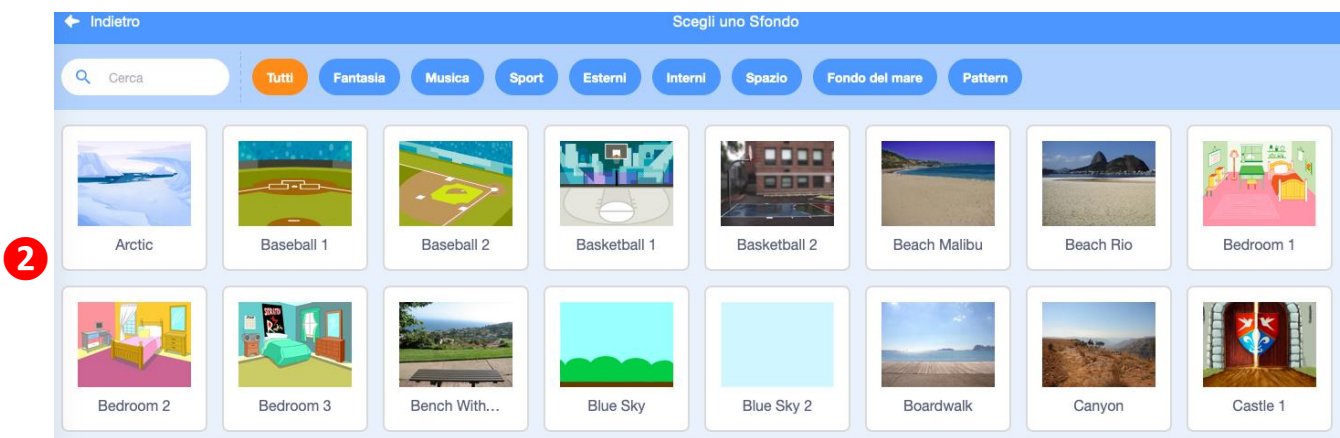 Indietro Scegli uno Sfondo
Cerca Tutti Fantasia Musica Sport Esterni Interni Spazio Fondo del mare Pattern
Arctic Baseball 1 Baseball 2 Basketball 1 Basketball 2 Beach Malibu Beach Rio Bedroom 1
2
Bedroom 2 Bedroom 3 Bench With... Blue Sky Blue Sky 2 Boardwalk Canyon Castle 1